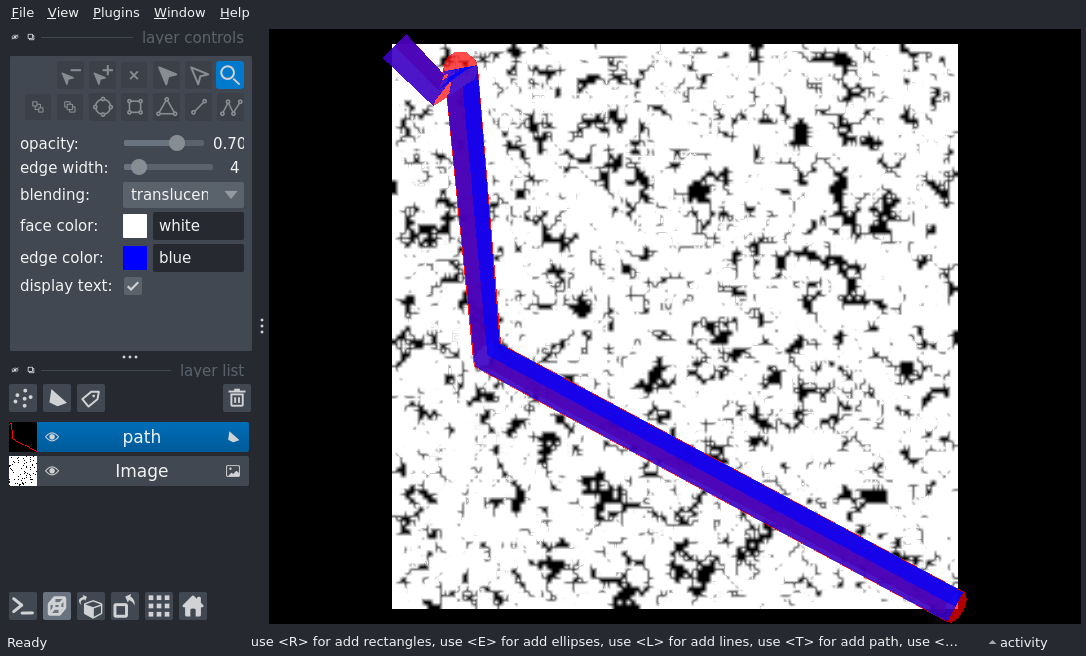 File View Plugins Window Help
layer controls
opacity: 0.70
edge width: 4
blending: translucen
face color: white
edge color: blue
display text:
layer list
path
Image
Ready
use <R> for add rectangles, use <E> for add ellipses, use <L> for add lines, use <T> for add path, use <...
activity